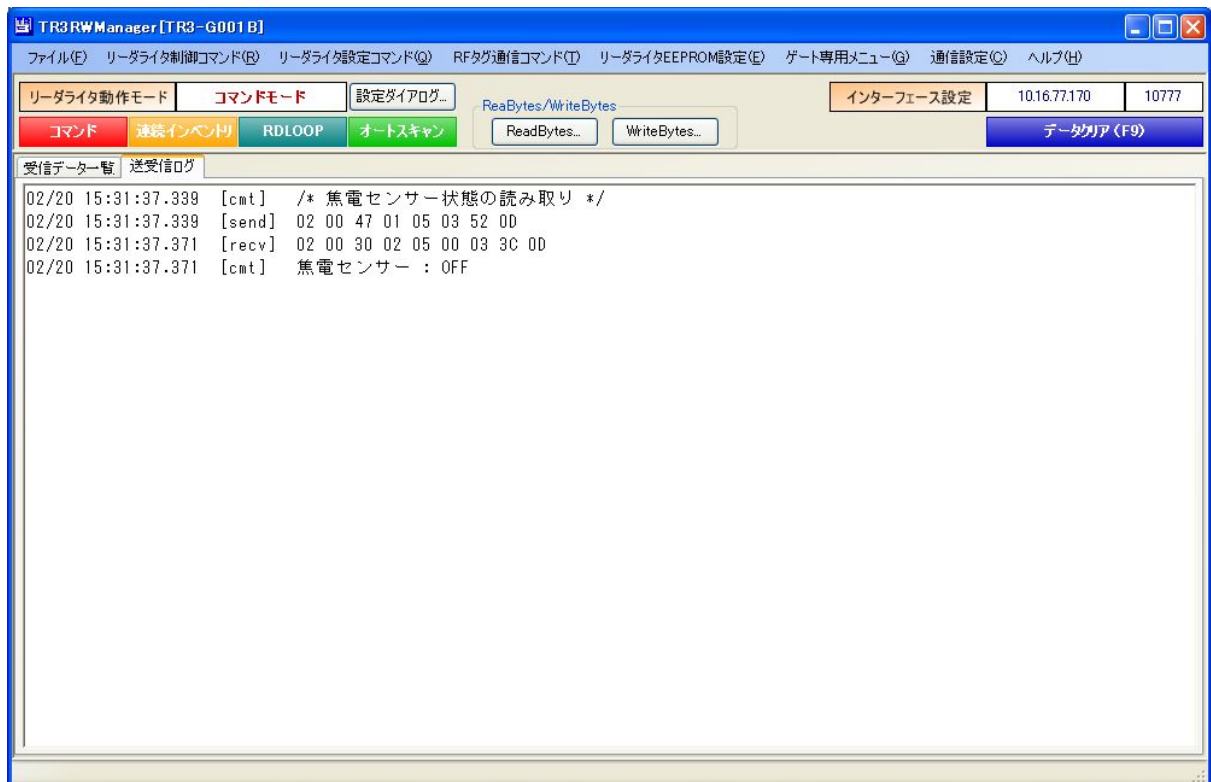 TR3RWManager[TR3-G001B]
ファイル(F) リーダライタ制御コマンド(R) リーダライタ設定コマンド(Q) RFタグ通信コマンド(T) リーダライタEEPROM設定(E) ゲート専用メニュー(G) 通信設定(C) ヘルプ(H)
リーダライタ動作モード コマンドモード 設定ダイアログ... ReaBytes/WriteBytes インターフェース設定 10.16.77.170 10777
コマンド 連続インベントリ RDLOOP オートスキャン ReadBytes... WriteBytes... データクリア (F9)
受信データ一覧 送受信ログ
02/20 15:31:37.339 [cmt] /* 焦電センサー状態の読み取り */
02/20 15:31:37.339 [send] 02 00 47 01 05 03 52 0D
02/20 15:31:37.371 [recv] 02 00 30 02 05 00 03 3C 0D
02/20 15:31:37.371 [cmt] 焦電センサー : OFF